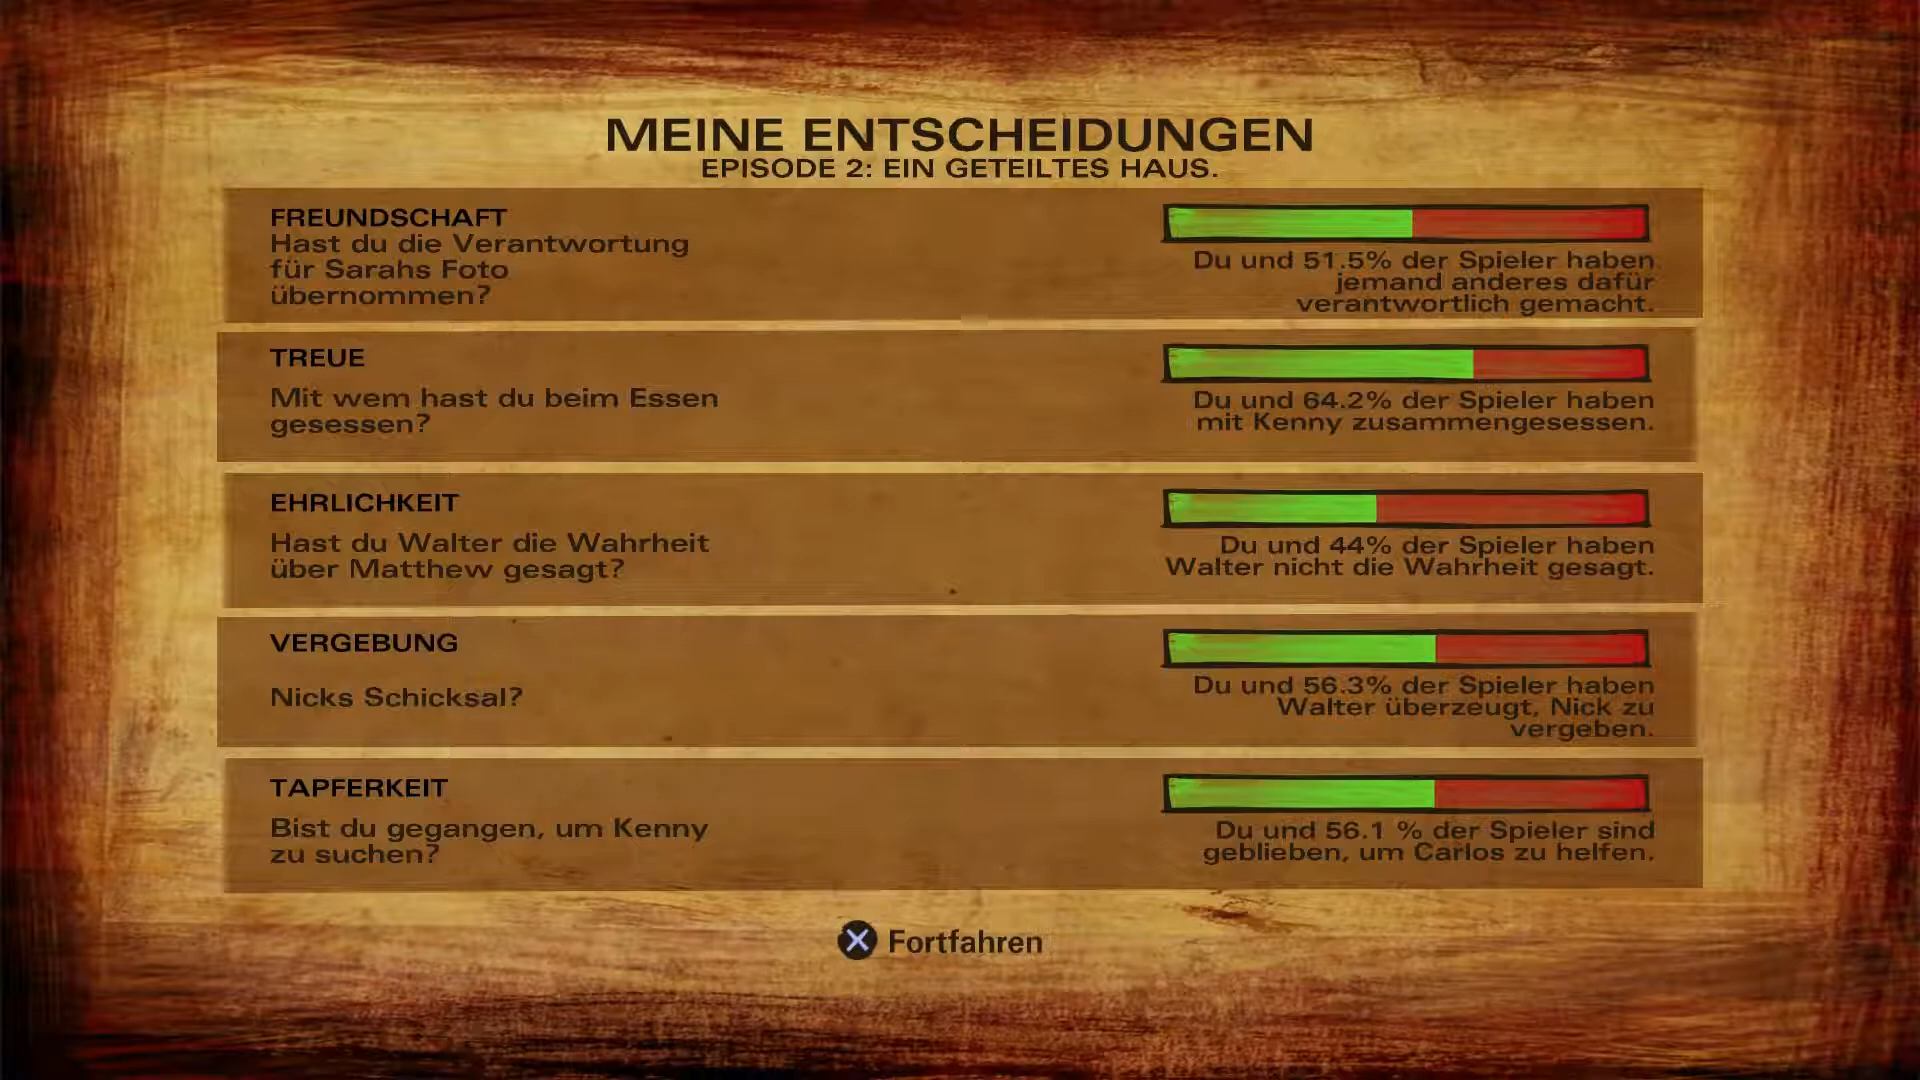 MEINE ENTSCHEIDUNGEN
EPISODE 2: EIN GETEILTES HAUS.
FREUNDSCHAFT
Hast du die Verantwortung
für Sarahs Foto
übernommen?
Du und 51.5% der Spieler haben
jemand anderes dafür
verantwortlich gemacht.
TREUE
Mit wem hast du beim Essen
gesessen?
Du und 64.2% der Spieler haben
mit Kenny zusammengesessen.
EHRLICHKEIT
Hast du Walter die Wahrheit
über Matthew gesagt?
Du und 44% der Spieler haben
Walter nicht die Wahrheit gesagt.
VERGEBUNG
Nicks Schicksal?
Du und 56.3% der Spieler haben
Walter überzeugt, Nick zu
vergeben.
TAPFERKEIT
Bist du gegangen, um Kenny
zu suchen?
Du und 56.1 % der Spieler sind
geblieben, um Carlos zu helfen.
Fortfahren